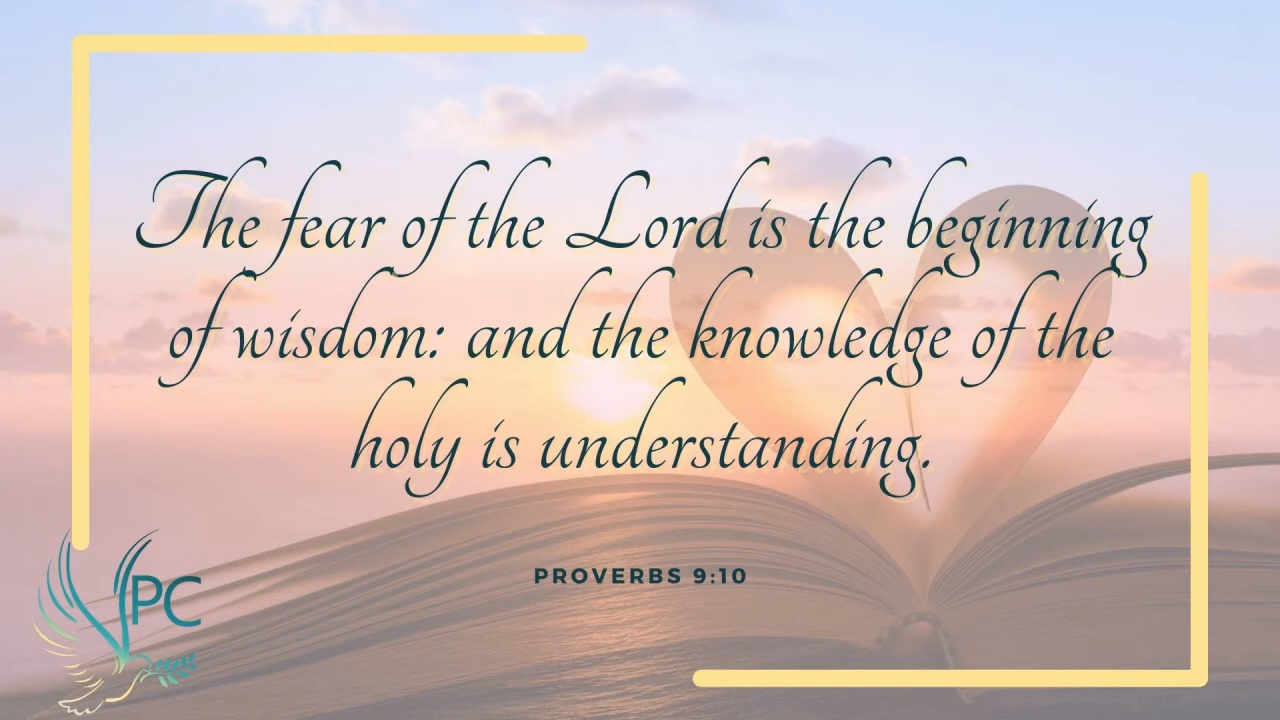 The fear of the Lord is the beginning
of wisdom: and the knowledge of the
holy is understanding.
PROVERBS 9:10
VPC